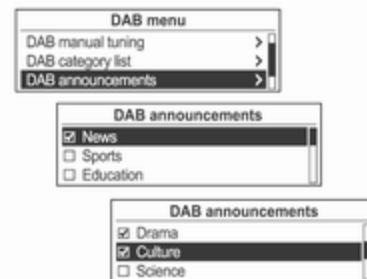 DAB menu
DAB manual tuning
DAB category list
DAB announcements
DAB announcements
News
Sports
Education
DAB announcements
Drama
Culture
Science